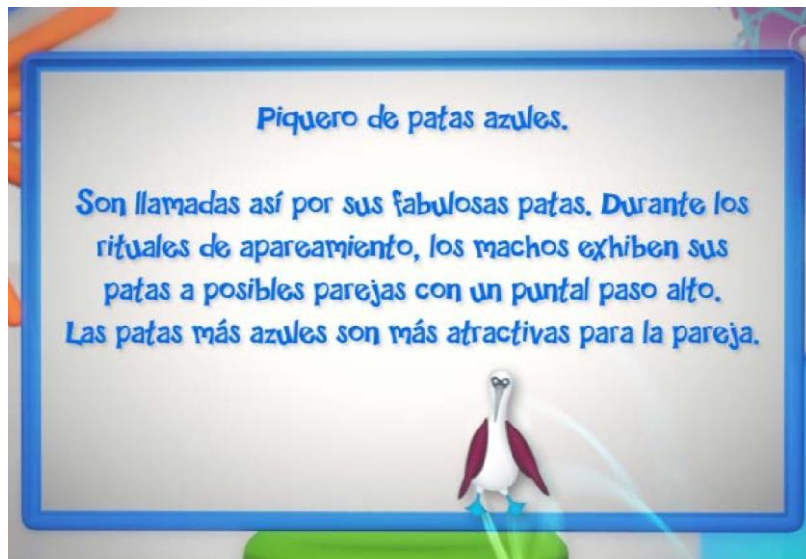 Piquero de patas azules.
Son llamadas así por sus fabulosas patas. Durante los
rituales de apareamiento, los machos exhiben sus
patas a posibles parejas con un puntal paso alto.
Las patas más azules son más atractivas para la pareja.